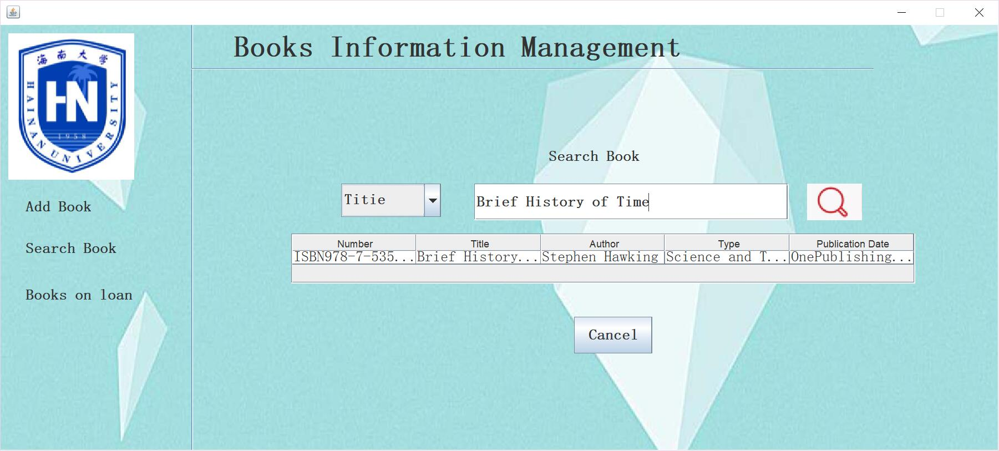 Books Information Management
海南大学
HAINAN UNIVERSITY
HN
1958
Add Book
Search Book
Books on loan
Search Book
Titie
Brief History of Time
Number Title Author Type Publication Date
ISBN978-7-535... Brief History... Stephen Hawking Science and T... OnePublishing...
Cancel